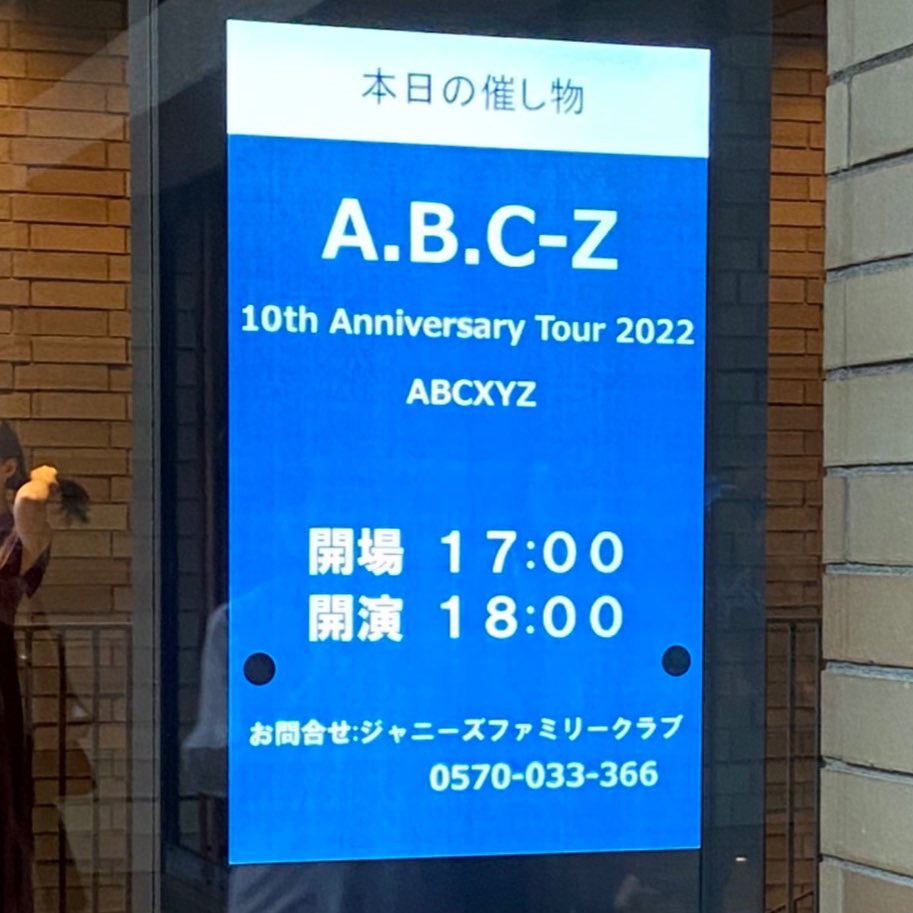 本日の催し物
A.B.C-Z
10th Anniversary Tour 2022
ABCXYZ
開場 17:00
開演 18:00
お問合せ:ジャニーズファミリークラブ
0570-033-366